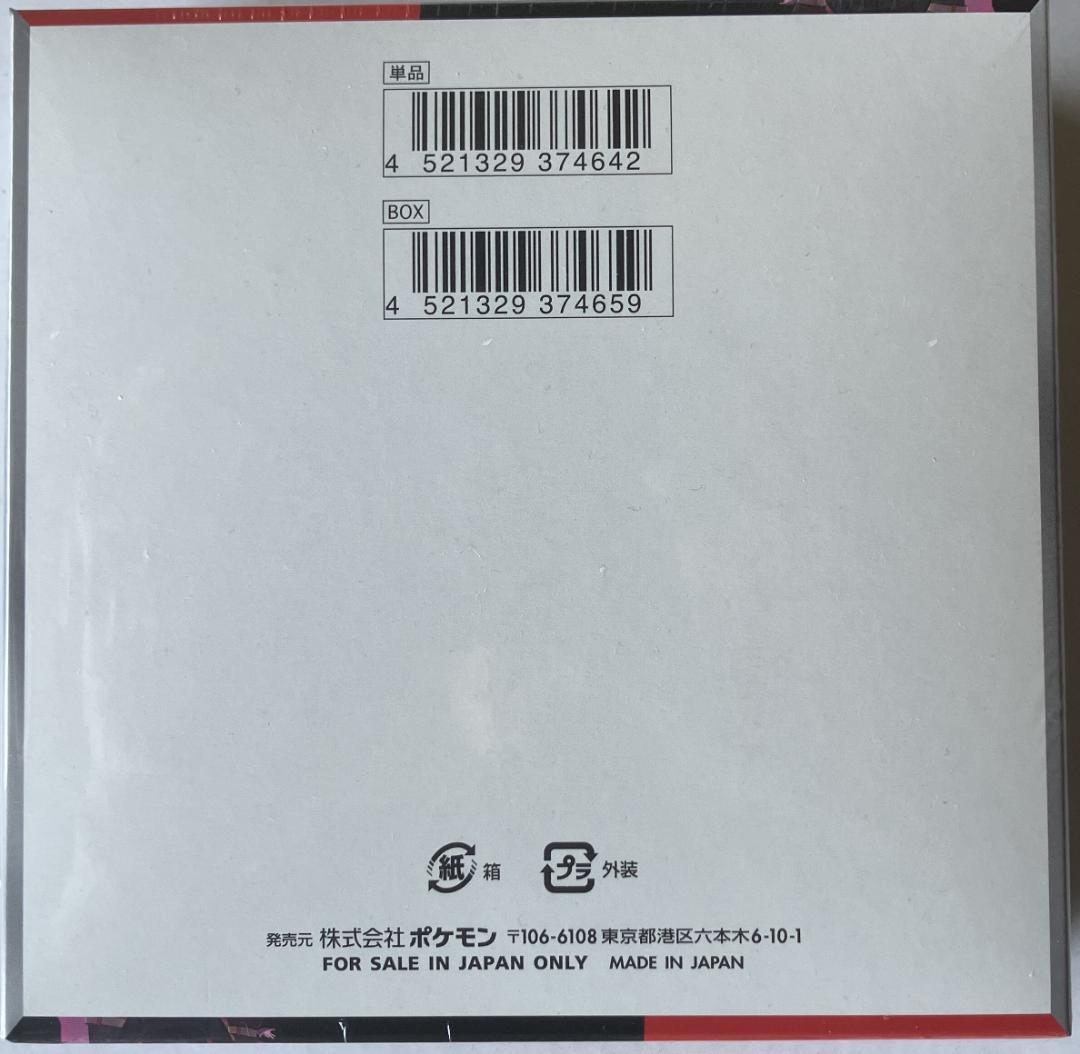 単品
4 521329 374642
BOX
4 521329 374659
紙 箱 プラ 外装
発売元 株式会社 ポケモン 〒106-6108 東京都港区六本木6-10-1
FOR SALE IN JAPAN ONLY MADE IN JAPAN